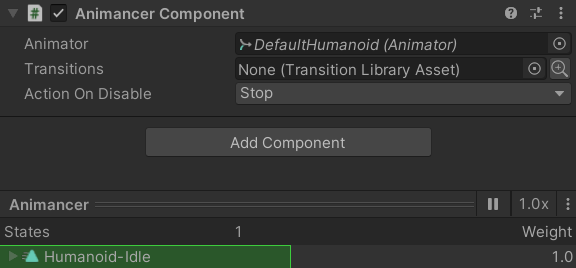 Animancer Component
Animator DefaultHumanoid (Animator)
Transitions None (Transition Library Asset)
Action On Disable Stop
Add Component
Animancer 1.0x
States 1 Weight
Humanoid-Idle 1.0